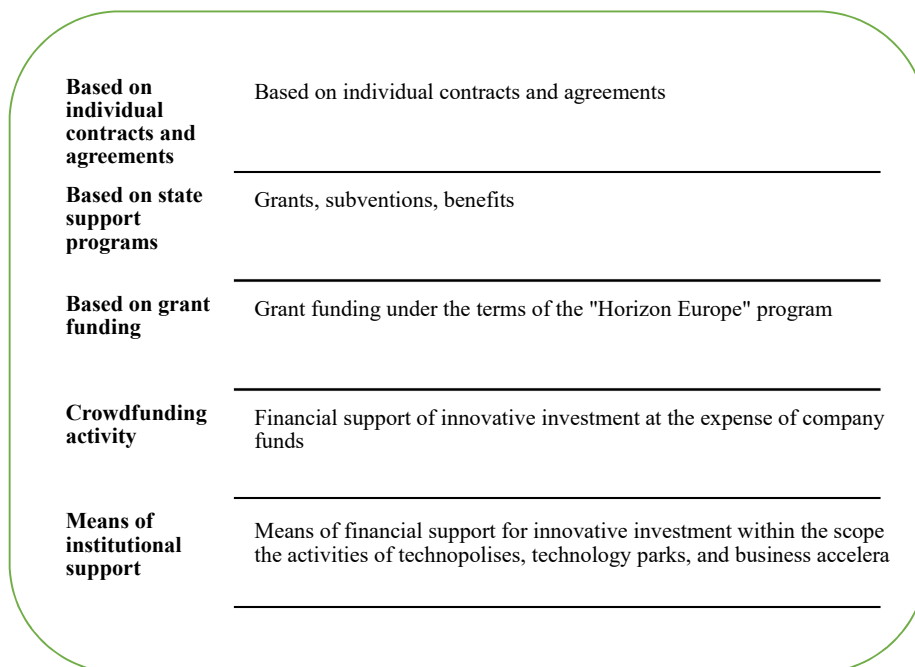 Based on
individual
contracts and
agreements
Based on individual contracts and agreements
Based on state
support
programs
Grants, subventions, benefits
Based on grant
funding
Grant funding under the terms of the "Horizon Europe" program
Crowdfunding
activity
Financial support of innovative investment at the expense of company
funds
Means of
institutional
support
Means of financial support for innovative investment within the scope
the activities of technopolises, technology parks, and business accelera